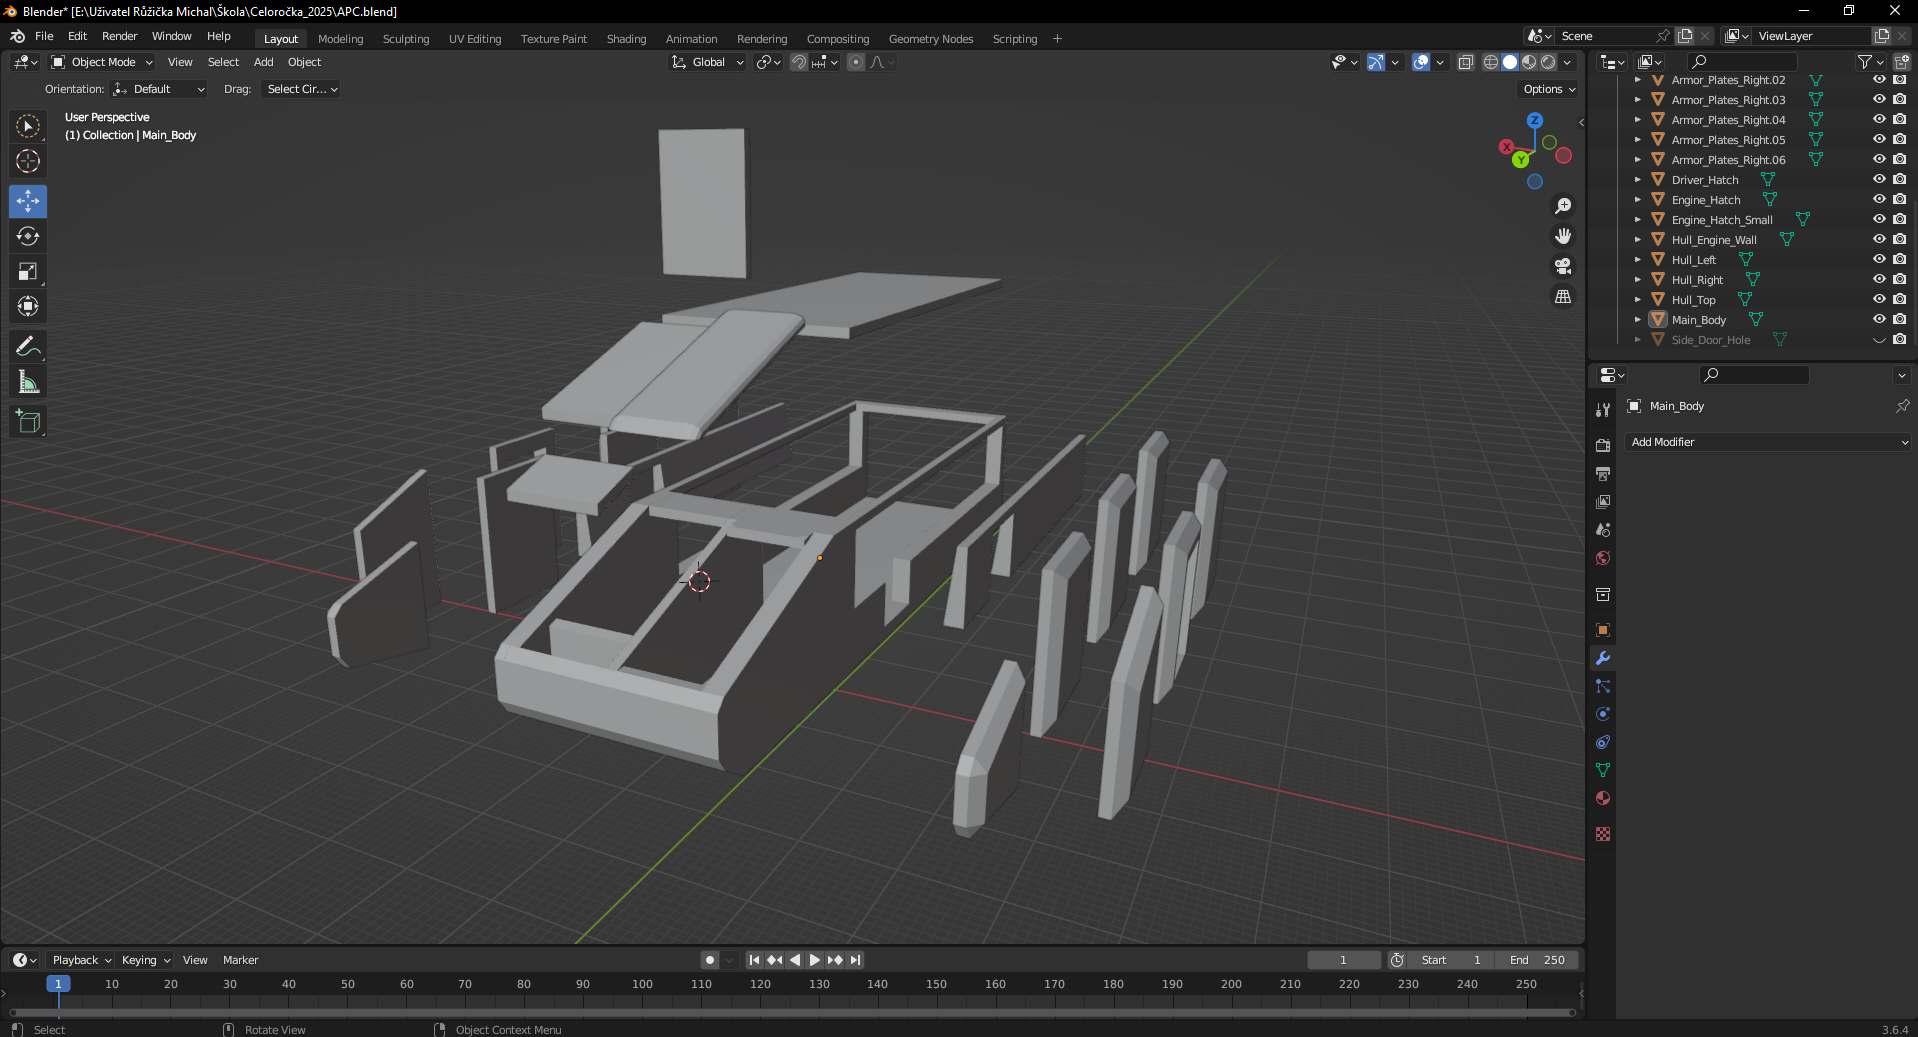 Blender* [E:\Uživatel Růžička Michal\Škola\Celoročka_2025\APC.blend]
File Edit Render Window Help Layout Modeling Sculpting UV Editing Texture Paint Shading Animation Rendering Compositing Geometry Nodes Scripting + Scene ViewLayer
Object Mode View Select Add Object Global
Orientation: Default Drag: Select Cir... Options
User Perspective
(1) Collection | Main_Body
Z
X
Y
Armor_Plates_Right.02
Armor_Plates_Right.03
Armor_Plates_Right.04
Armor_Plates_Right.05
Armor_Plates_Right.06
Driver_Hatch
Engine_Hatch
Engine_Hatch_Small
Hull_Engine_Wall
Hull_Left
Hull_Right
Hull_Top
Main_Body
Side_Door_Hole
Main_Body
Add Modifier
Playback Keying View Marker 1 Start 1 End 250
1 10 20 30 40 50 60 70 80 90 100 110 120 130 140 150 160 170 180 190 200 210 220 230 240 250
Select Rotate View Object Context Menu 3.6.4